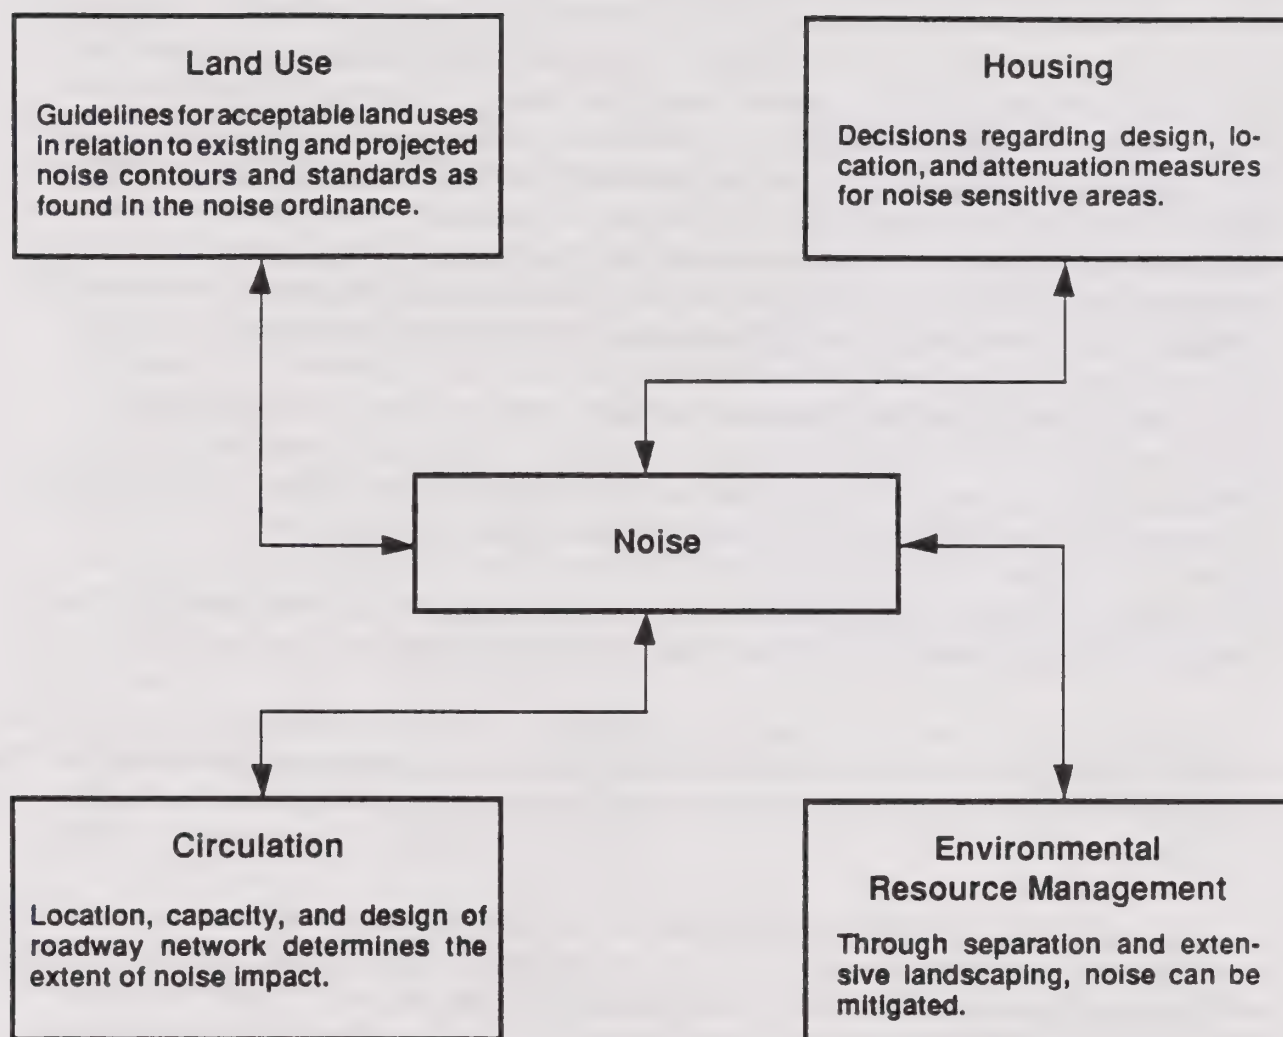 Land Use
Guidelines for acceptable land uses
in relation to existing and projected
noise contours and standards as
found in the noise ordinance.
Housing
Decisions regarding design, lo-
cation, and attenuation measures
for noise sensitive areas.
Noise
Circulation
Location, capacity, and design of
roadway network determines the
extent of noise impact.
Environmental
Resource Management
Through separation and exten-
sive landscaping, noise can be
mitigated.